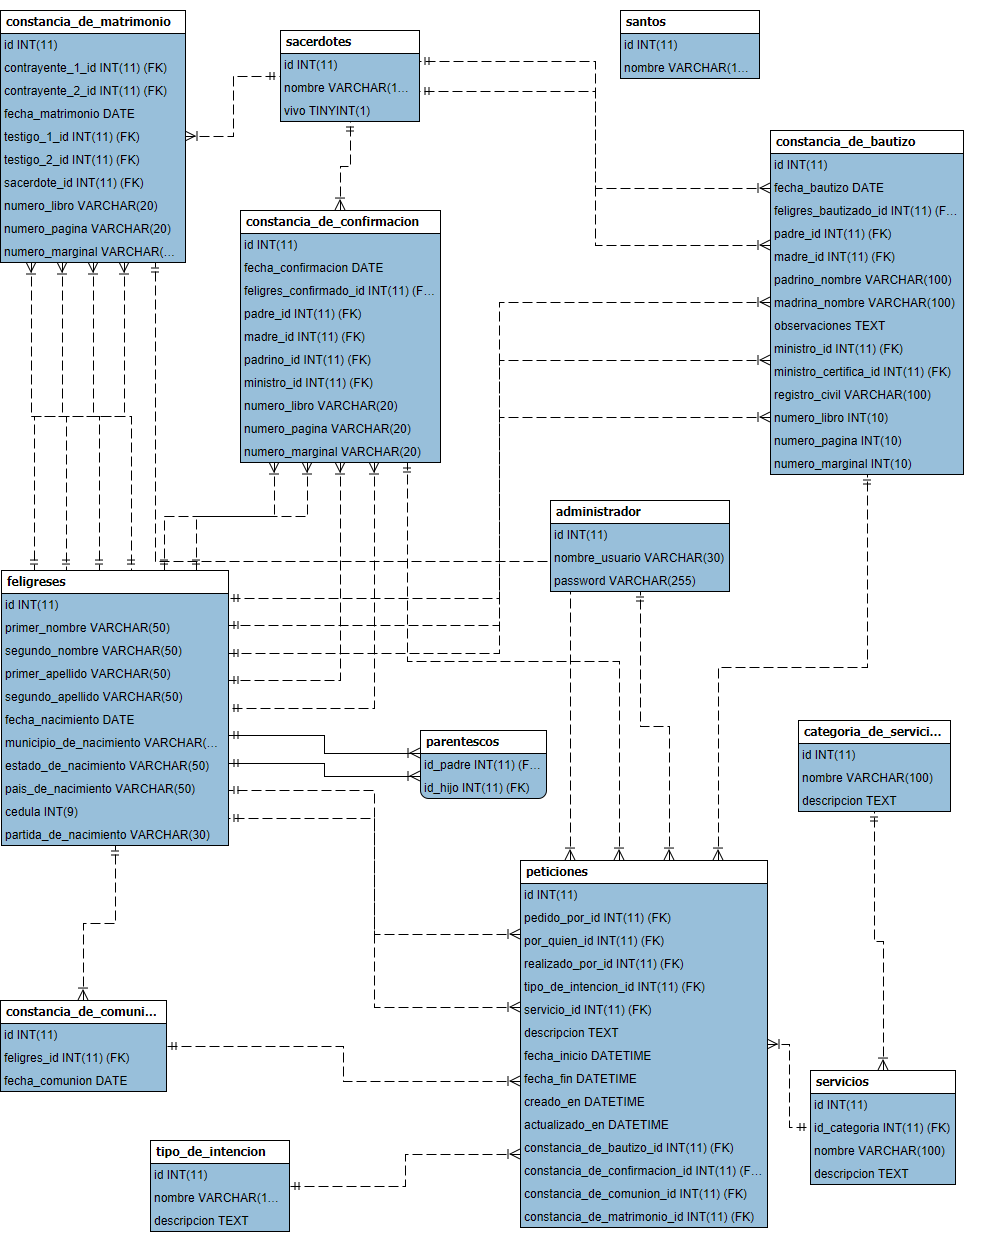 constancia_de_matrimonio
id INT(11)
contrayente_1_id INT(11) (FK)
contrayente_2_id INT(11) (FK)
fecha_matrimonio DATE
testigo_1_id INT(11) (FK)
testigo_2_id INT(11) (FK)
sacerdote_id INT(11) (FK)
numero_libro VARCHAR(20)
numero_pagina VARCHAR(20)
numero_marginal VARCHAR(...
sacerdotes
id INT(11)
nombre VARCHAR(1...
vivo TINYINT(1)
santos
id INT(11)
nombre VARCHAR(1...
constancia_de_bautizo
id INT(11)
fecha_bautizo DATE
feligres_bautizado_id INT(11) (F...
padre_id INT(11) (FK)
madre_id INT(11) (FK)
padrino_nombre VARCHAR(100)
madrina_nombre VARCHAR(100)
observaciones TEXT
ministro_id INT(11) (FK)
ministro_certifica_id INT(11) (FK)
registro_civil VARCHAR(100)
numero_libro INT(10)
numero_pagina INT(10)
numero_marginal INT(10)
constancia_de_confirmacion
id INT(11)
fecha_confirmacion DATE
feligres_confirmado_id INT(11) (F...
padre_id INT(11) (FK)
madre_id INT(11) (FK)
padrino_id INT(11) (FK)
ministro_id INT(11) (FK)
numero_libro VARCHAR(20)
numero_pagina VARCHAR(20)
numero_marginal VARCHAR(20)
administrador
id INT(11)
nombre_usuario VARCHAR(30)
password VARCHAR(255)
feligreses
id INT(11)
primer_nombre VARCHAR(50)
segundo_nombre VARCHAR(50)
primer_apellido VARCHAR(50)
segundo_apellido VARCHAR(50)
fecha_nacimiento DATE
municipio_de_nacimiento VARCHAR(...
estado_de_nacimiento VARCHAR(50)
pais_de_nacimiento VARCHAR(50)
cedula INT(9)
partida_de_nacimiento VARCHAR(30)
parentescos
id_padre INT(11) (F...
id_hijo INT(11) (FK)
categoria_de_servici...
id INT(11)
nombre VARCHAR(100)
descripcion TEXT
peticiones
id INT(11)
pedido_por_id INT(11) (FK)
por_quien_id INT(11) (FK)
realizado_por_id INT(11) (FK)
tipo_de_intencion_id INT(11) (FK)
servicio_id INT(11) (FK)
descripcion TEXT
fecha_inicio DATETIME
fecha_fin DATETIME
creado_en DATETIME
actualizado_en DATETIME
constancia_de_bautizo_id INT(11) (FK)
constancia_de_confirmacion_id INT(11) (F...
constancia_de_comunion_id INT(11) (FK)
constancia_de_matrimonio_id INT(11) (FK)
constancia_de_comuni...
id INT(11)
feligres_id INT(11) (FK)
fecha_comunion DATE
servicios
id INT(11)
id_categoria INT(11) (FK)
nombre VARCHAR(100)
descripcion TEXT
tipo_de_intencion
id INT(11)
nombre VARCHAR(1...
descripcion TEXT